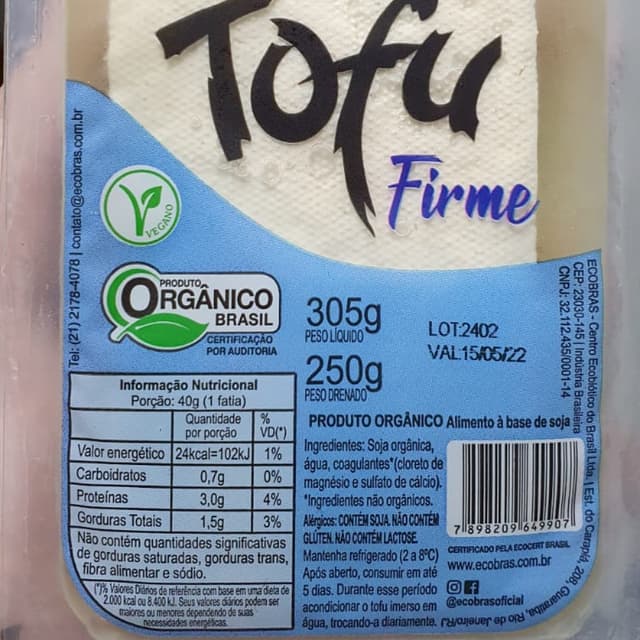 Tofu
Firme
Tel: (21) 2178-4078 | contato@ecobras.com.br
VEGANO
PRODUTO
ORGÂNICO
BRASIL
CERTIFICAÇÃO
POR AUDITORIA
305g
PESO LÍQUIDO
250g
PESO DRENADO
LOT:2402
VAL15/05/22
ECOBRAS - Centro Ecobiótico do Brasil Ltda. | Est. do Carapiá, 206, Guaratiba, Rio de Janeiro/RJ
CEP: 23030-145 | Indústria Brasileira
CNPJ: 32.112.435/0001-14
Informação Nutricional
Porção: 40g (1 fatia)
Quantidade por porção % VD(*)
Valor energético 24kcal=102kJ 1%
Carboidratos 0,7g 0%
Proteínas 3,0g 4%
Gorduras Totais 1,5g 3%
Não contém quantidades significativas
de gorduras saturadas, gorduras trans,
fibra alimentar e sódio.
(*)% Valores Diários de referência com base em uma dieta de
2.000 kcal ou 8.400 kJ. Seus valores diários podem ser
maiores ou menores dependendo de suas
necessidades energéticas.
PRODUTO ORGÂNICO Alimento à base de soja
Ingredientes: Soja orgânica,
água, coagulantes*(cloreto de
magnésio e sulfato de cálcio).
*Ingredientes não orgânicos.
Alérgicos: CONTÉM SOJA. NÃO CONTÉM
GLÚTEN. NÃO CONTÉM LACTOSE.
Mantenha refrigerado (2 a 8ºC)
Após aberto, consumir em até
5 dias. Durante esse período
acondicionar o tofu imerso em
água, trocando-a diariamente.
7 898209 649907
CERTIFICADO PELA ECOCERT BRASIL
www.ecobras.com.br
@ecobrasoficial